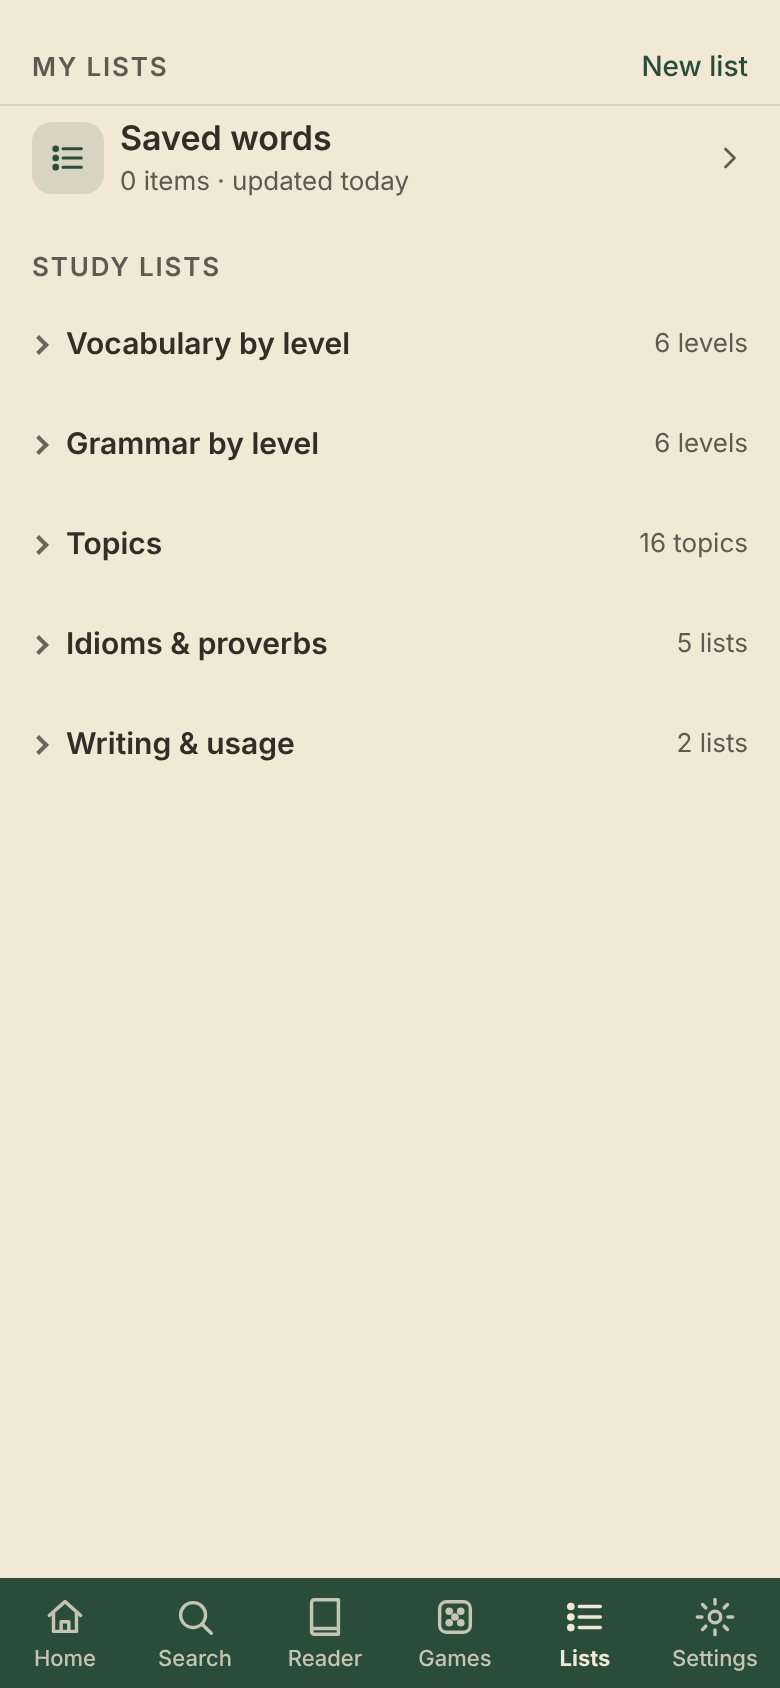 MY LISTS
New list
Saved words
0 items · updated today
STUDY LISTS
Vocabulary by level
6 levels
Grammar by level
6 levels
Topics
16 topics
Idioms & proverbs
5 lists
Writing & usage
2 lists
Home
Search
Reader
Games
Lists
Settings